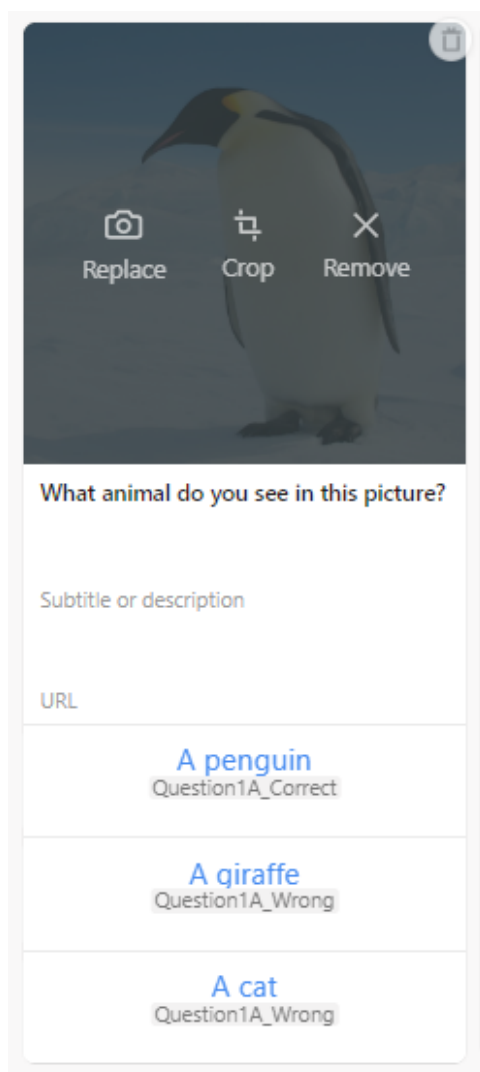 Replace Crop Remove
What animal do you see in this picture?
Subtitle or description
URL
A penguin
Question1A_Correct
A giraffe
Question1A_Wrong
A cat
Question1A_Wrong